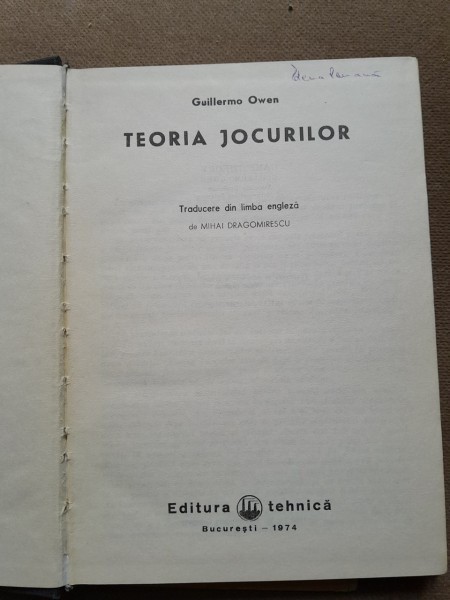 Guillermo Owen
TEORIA JOCURILOR
Traducere din limba engleză
de MIHAI DRAGOMIRESCU
Editura tehnică
București – 1974